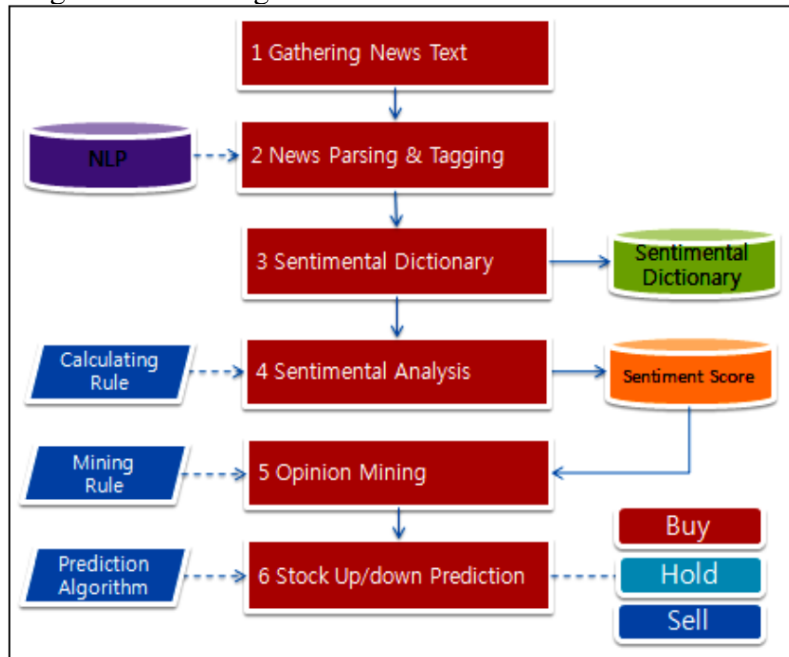 1 Gathering News Text
NLP
2 News Parsing & Tagging
3 Sentimental Dictionary
Sentimental
Dictionary
Calculating
Rule
4 Sentimental Analysis
Sentiment Score
Mining
Rule
5 Opinion Mining
Buy
Prediction
Algorithm
6 Stock Up/down Prediction
Hold
Sell